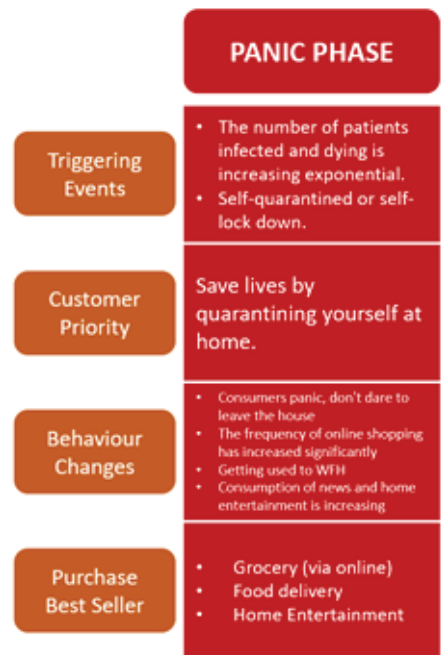 PANIC PHASE
Triggering
Events
• The number of patients
infected and dying is
increasing exponential.
• Self-quarantined or self-
lock down.
Customer
Priority
Save lives by
quarantining yourself at
home.
Behaviour
Changes
• Consumers panic, don't dare to
leave the house
• The frequency of online shopping
has increased significantly
• Getting used to WFH
• Consumption of news and home
entertainment is increasing
Purchase
Best Seller
• Grocery (via online)
• Food delivery
• Home Entertainment